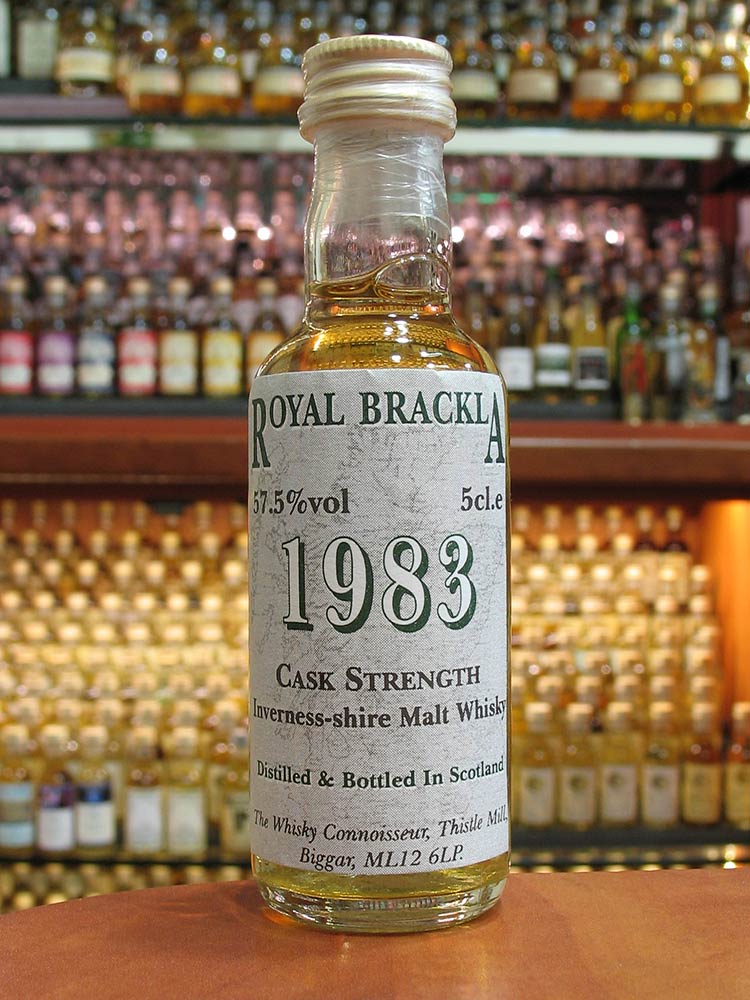 ROYAL BRACKLA
57.5%vol 5cl.e
1983
CASK STRENGTH
Inverness-shire Malt Whisky
Distilled & Bottled In Scotland
The Whisky Connoisseur, Thistle Mill,
Biggar, ML12 6LP.